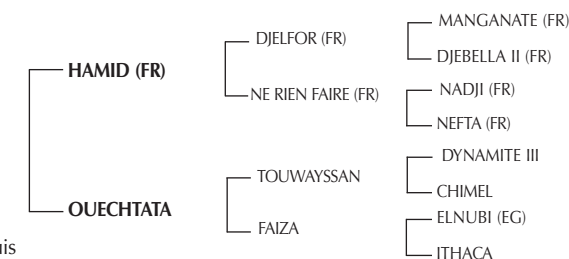 MANGANATE (FR)
DJELFOR (FR)
DJEBELLA II (FR)
HAMID (FR)
NADJI (FR)
NE RIEN FAIRE (FR)
NEFTA (FR)
DYNAMITE III
TOUWAYSSAN
CHIMEL
OUECHTATA
ELNUBI (EG)
FAIZA
uis
ITHACA